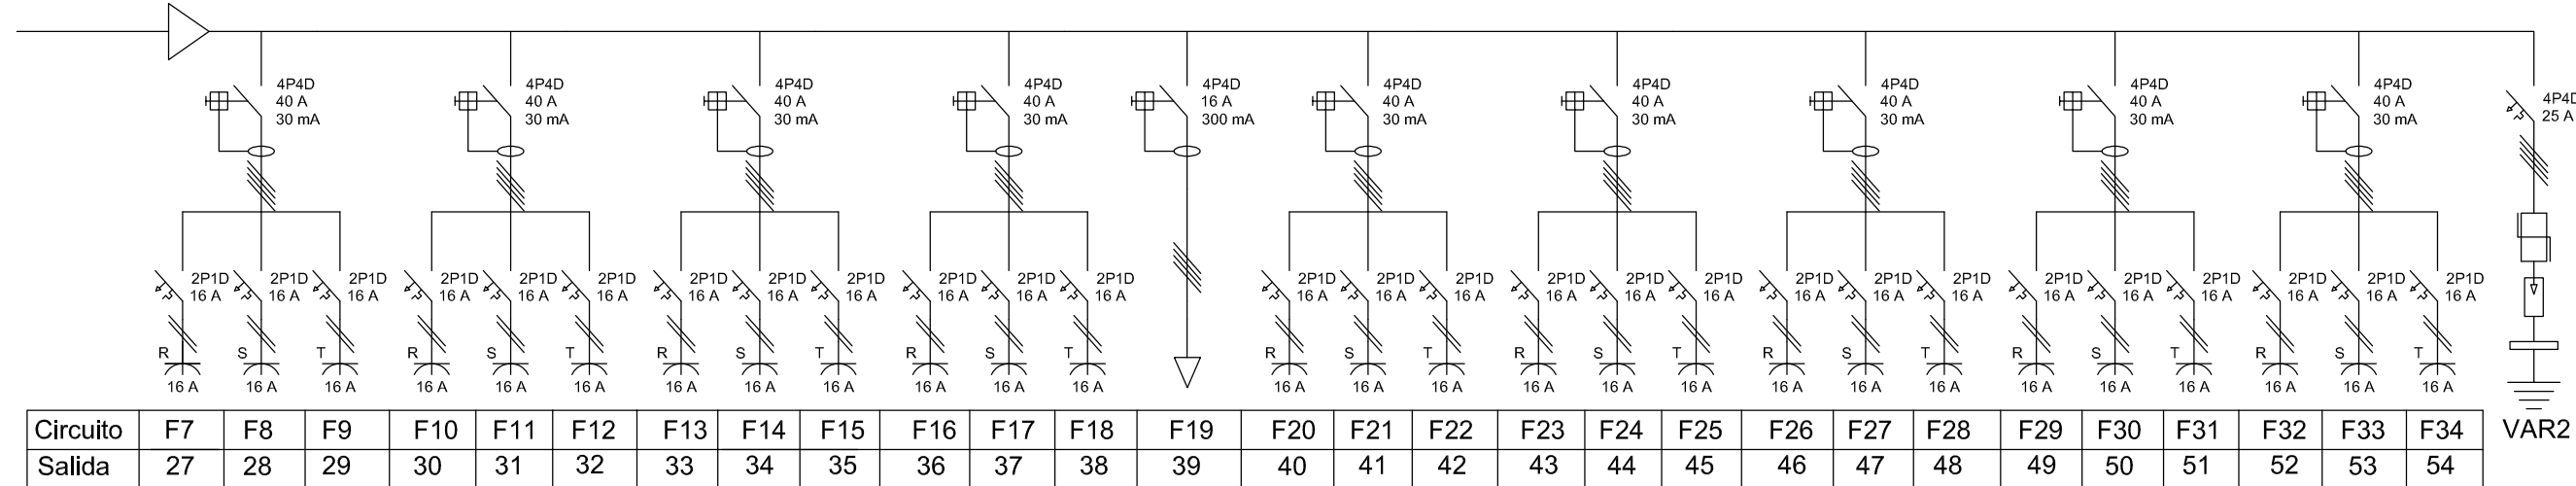 4P4D 4P4D 4P4D 4P4D 4P4D 4P4D 4P4D 4P4D 4P4D 4P4D 4P4D
40 A 40 A 40 A 40 A 16 A 40 A 40 A 40 A 40 A 40 A 25 A
30 mA 30 mA 30 mA 30 mA 300 mA 30 mA 30 mA 30 mA 30 mA 30 mA
2P1D 2P1D 2P1D 2P1D 2P1D 2P1D 2P1D 2P1D 2P1D 2P1D 2P1D 2P1D 2P1D 2P1D 2P1D 2P1D 2P1D 2P1D 2P1D 2P1D 2P1D 2P1D 2P1D 2P1D 2P1D 2P1D 2P1D
16 A 16 A 16 A 16 A 16 A 16 A 16 A 16 A 16 A 16 A 16 A 16 A 16 A 16 A 16 A 16 A 16 A 16 A 16 A 16 A 16 A 16 A 16 A 16 A 16 A 16 A 16 A
R S T R S T R S T R S T R S T R S T R S T R S T R S T
16 A 16 A 16 A 16 A 16 A 16 A 16 A 16 A 16 A 16 A 16 A 16 A 16 A 16 A 16 A 16 A 16 A 16 A 16 A 16 A 16 A 16 A 16 A 16 A 16 A 16 A 16 A
Circuito F7 F8 F9 F10 F11 F12 F13 F14 F15 F16 F17 F18 F19 F20 F21 F22 F23 F24 F25 F26 F27 F28 F29 F30 F31 F32 F33 F34 VAR2
Salida 27 28 29 30 31 32 33 34 35 36 37 38 39 40 41 42 43 44 45 46 47 48 49 50 51 52 53 54